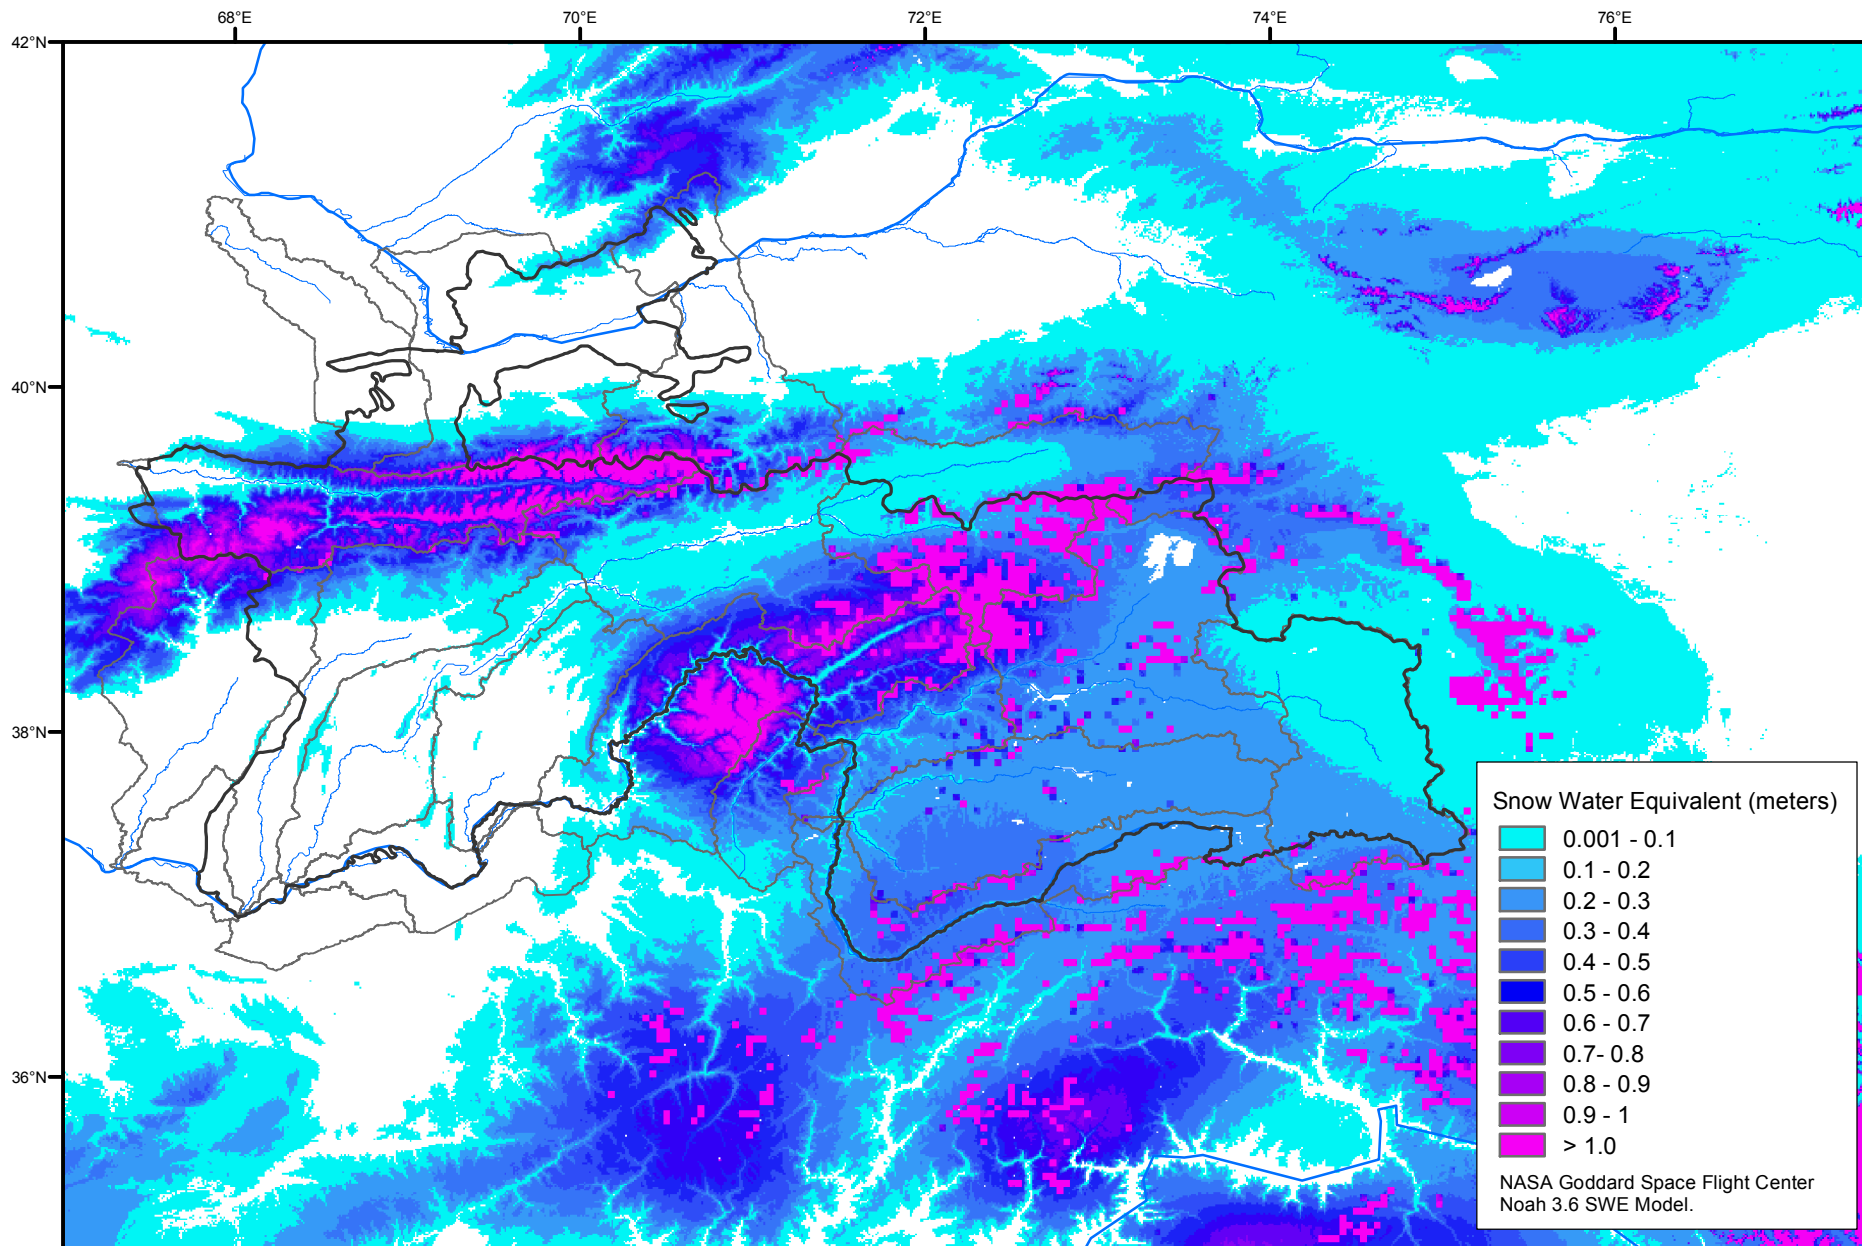 68°E
70°E
72°E
74°E
76°E
42°N
40°N
38°N
36°N
Snow Water Equivalent (meters)
0.001 - 0.1
0.1 - 0.2
0.2 - 0.3
0.3 - 0.4
0.4 - 0.5
0.5 - 0.6
0.6 - 0.7
0.7- 0.8
0.8 - 0.9
0.9 - 1
> 1.0
NASA Goddard Space Flight Center
Noah 3.6 SWE Model.